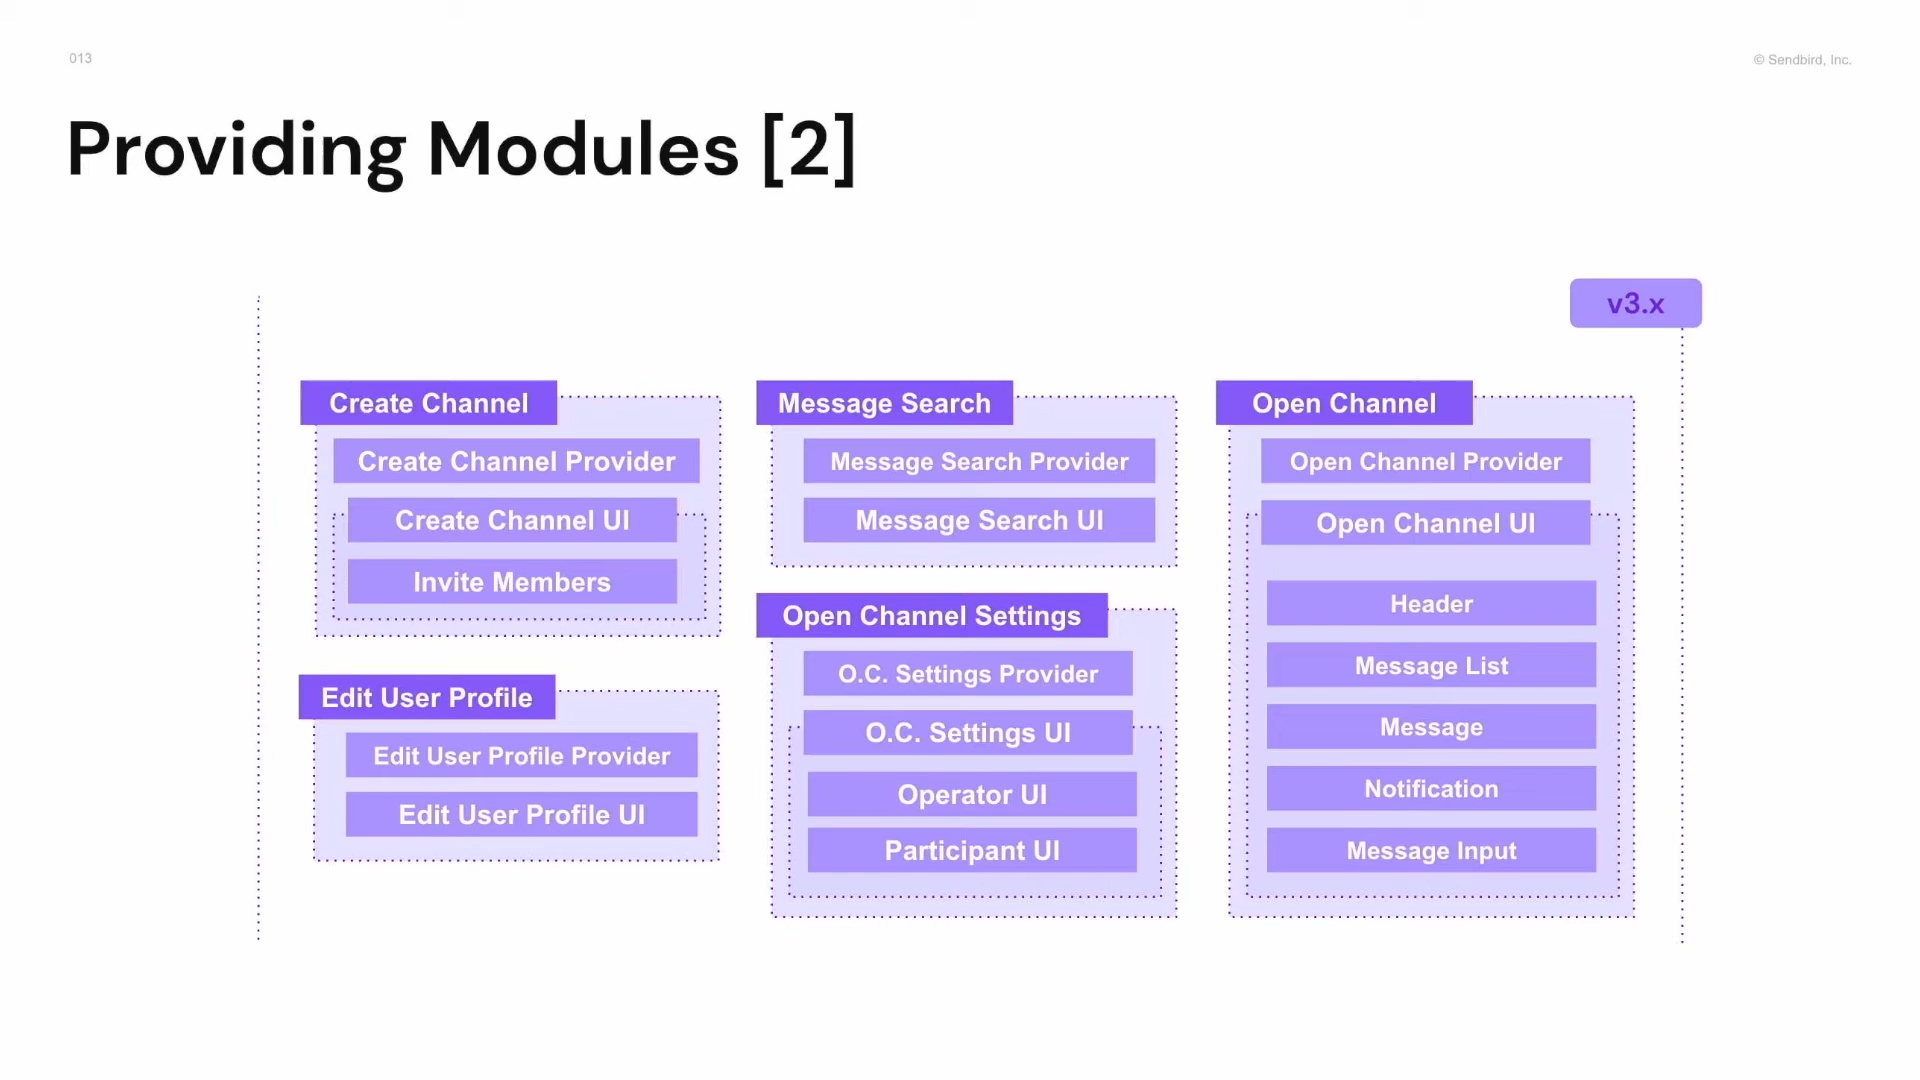 013
© Sendbird, Inc.
Providing Modules [2]
v3.x
Create Channel
Create Channel Provider
Create Channel UI
Invite Members
Edit User Profile
Edit User Profile Provider
Edit User Profile UI
Message Search
Message Search Provider
Message Search UI
Open Channel Settings
O.C. Settings Provider
O.C. Settings UI
Operator UI
Participant UI
Open Channel
Open Channel Provider
Open Channel UI
Header
Message List
Message
Notification
Message Input